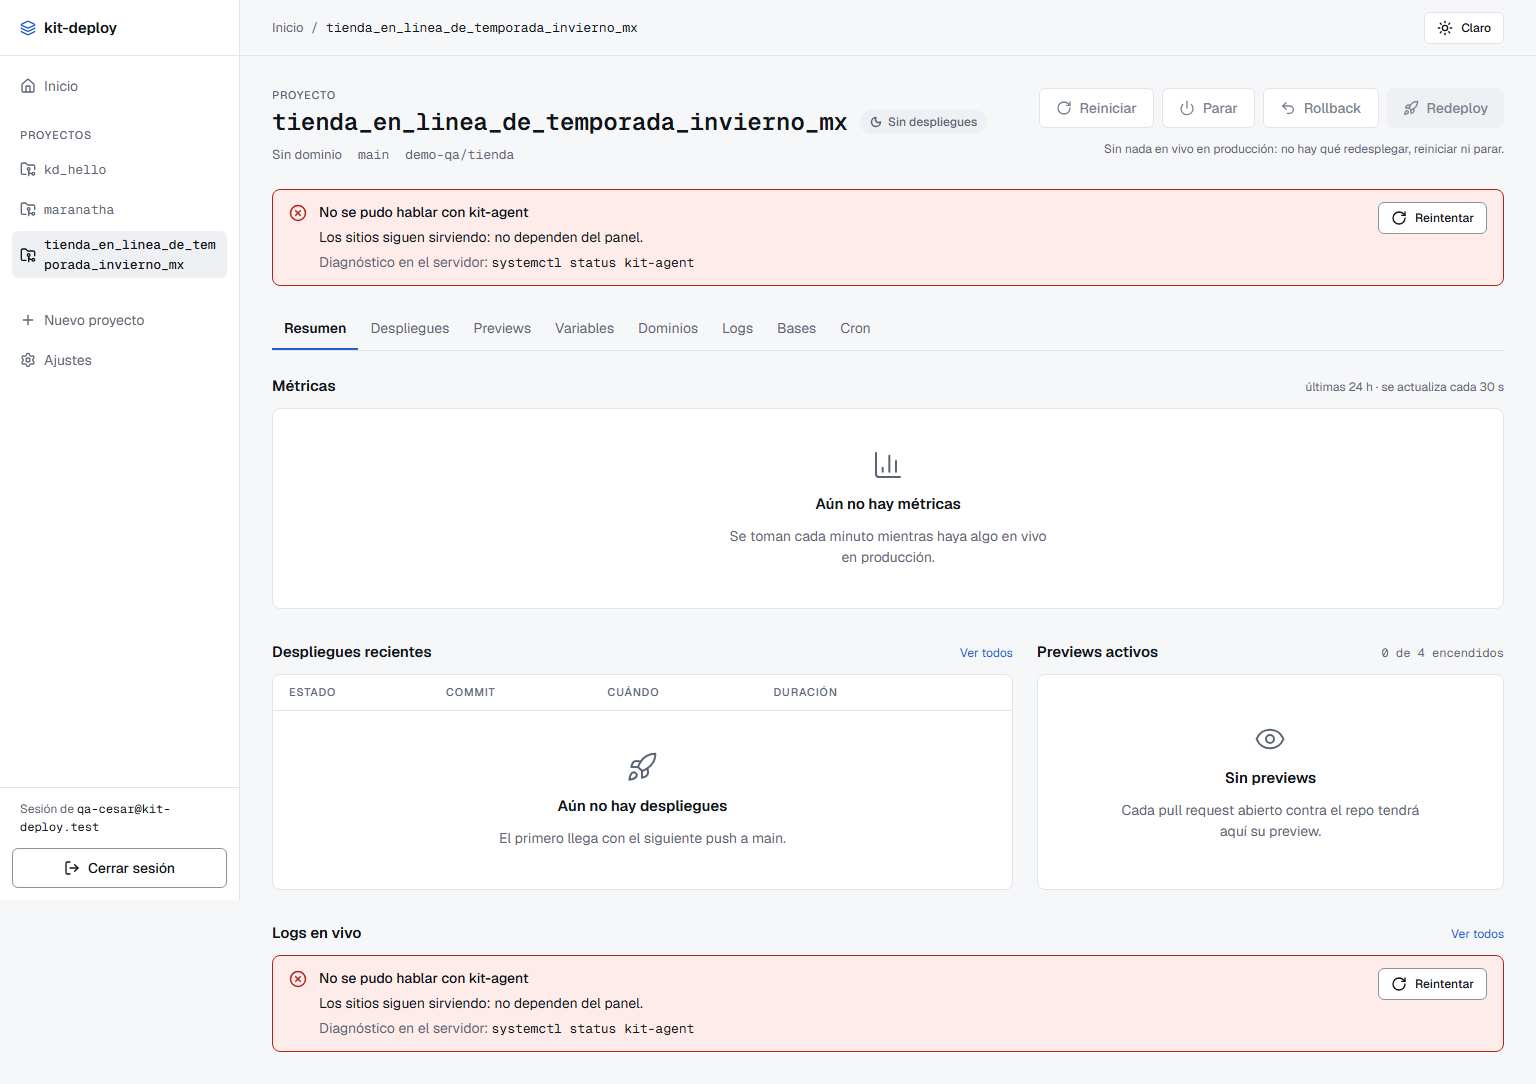 kit-deploy
Inicio
PROYECTOS
kd_hello
maranatha
tienda_en_linea_de_tem
porada_invierno_mx
Nuevo proyecto
Ajustes
Sesión de qa-cesar@kit-
deploy.test
Cerrar sesión
Inicio / tienda_en_linea_de_temporada_invierno_mx
Claro
PROYECTO
tienda_en_linea_de_temporada_invierno_mx
Sin despliegues
Sin dominio main demo-qa/tienda
Reiniciar
Parar
Rollback
Redeploy
Sin nada en vivo en producción: no hay qué redesplegar, reiniciar ni parar.
No se pudo hablar con kit-agent
Los sitios siguen sirviendo: no dependen del panel.
Diagnóstico en el servidor: systemctl status kit-agent
Reintentar
Resumen Despliegues Previews Variables Dominios Logs Bases Cron
Métricas
últimas 24 h · se actualiza cada 30 s
Aún no hay métricas
Se toman cada minuto mientras haya algo en vivo
en producción.
Despliegues recientes
Ver todos
ESTADO COMMIT CUÁNDO DURACIÓN
Aún no hay despliegues
El primero llega con el siguiente push a main.
Previews activos
0 de 4 encendidos
Sin previews
Cada pull request abierto contra el repo tendrá
aquí su preview.
Logs en vivo
Ver todos
No se pudo hablar con kit-agent
Los sitios siguen sirviendo: no dependen del panel.
Diagnóstico en el servidor: systemctl status kit-agent
Reintentar